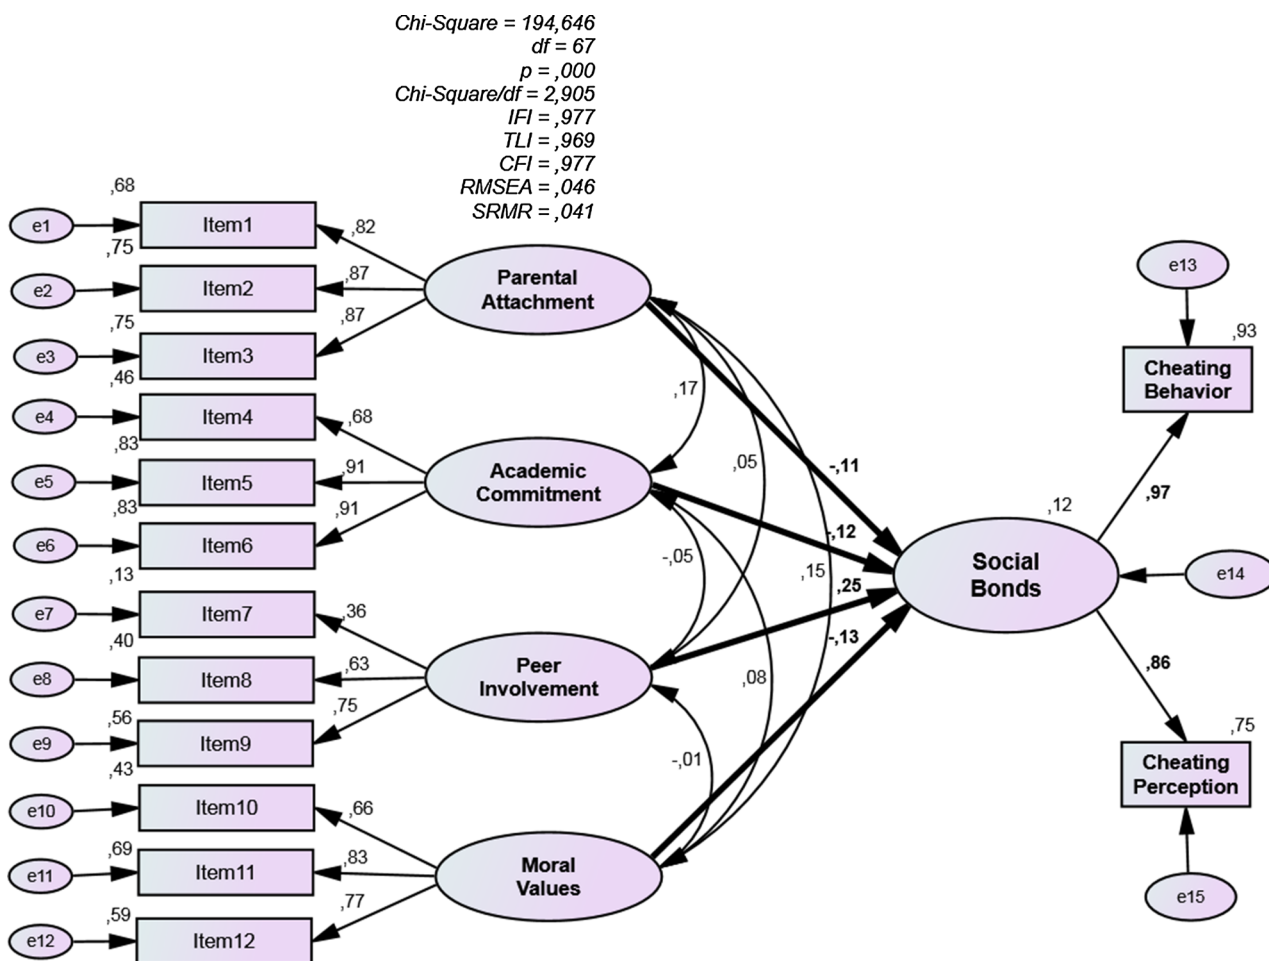 Chi-Square = 194,646
df = 67
p = ,000
Chi-Square/df = 2,905
IFI = ,977
TLI = ,969
CFI = ,977
RMSEA = ,046
SRMR = ,041
,68
e1
Item1
,82
,75
e2
Item2
,87
,75
e3
Item3
,87
,46
e4
Item4
,68
,83
e5
Item5
,91
,83
e6
Item6
,91
,13
e7
Item7
,36
,40
e8
Item8
,63
,56
e9
Item9
,75
,43
e10
Item10
,66
,69
e11
Item11
,83
,59
e12
Item12
,77
Parental
Attachment
Academic
Commitment
Peer
Involvement
Moral
Values
,17
,05
-,05
,15
,08
-,01
-,11
-,12
,25
-,13
,12
Social
Bonds
e14
,97
,86
e13
,93
Cheating
Behavior
,75
Cheating
Perception
e15